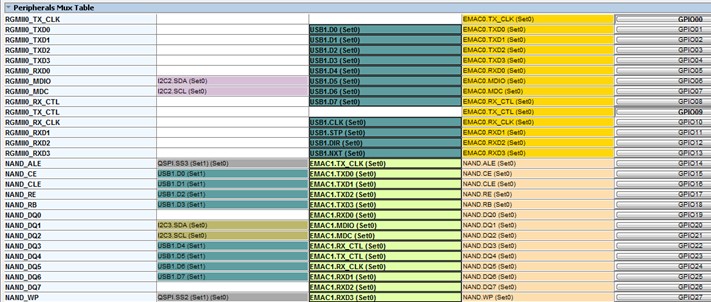 Peripherals Mux Table
RGMII0_TX_CLK EMAC0.TX_CLK (Set0) GPIO00
RGMII0_TXD0 USB1.D0 (Set0) EMAC0.TXD0 (Set0) GPIO01
RGMII0_TXD1 USB1.D1 (Set0) EMAC0.TXD1 (Set0) GPIO02
RGMII0_TXD2 USB1.D2 (Set0) EMAC0.TXD2 (Set0) GPIO03
RGMII0_TXD3 USB1.D3 (Set0) EMAC0.TXD3 (Set0) GPIO04
RGMII0_RXD0 USB1.D4 (Set0) EMAC0.RXD0 (Set0) GPIO05
RGMII0_MDIO I2C2.SDA (Set0) USB1.D5 (Set0) EMAC0.MDIO (Set0) GPIO06
RGMII0_MDC I2C2.SCL (Set0) USB1.D6 (Set0) EMAC0.MDC (Set0) GPIO07
RGMII0_RX_CTL USB1.D7 (Set0) EMAC0.RX_CTL (Set0) GPIO08
RGMII0_TX_CTL EMAC0.TX_CTL (Set0) GPIO09
RGMII0_RX_CLK USB1.CLK (Set0) EMAC0.RX_CLK (Set0) GPIO10
RGMII0_RXD1 USB1.STP (Set0) EMAC0.RXD1 (Set0) GPIO11
RGMII0_RXD2 USB1.DIR (Set0) EMAC0.RXD2 (Set0) GPIO12
RGMII0_RXD3 USB1.NXT (Set0) EMAC0.RXD3 (Set0) GPIO13
NAND_ALE QSPI.SS3 (Set1) (Set0) EMAC1.TX_CLK (Set0) NAND.ALE (Set0) GPIO14
NAND_CE USB1.D0 (Set1) (Set0) EMAC1.TXD0 (Set0) NAND.CE (Set0) GPIO15
NAND_CLE USB1.D1 (Set1) (Set0) EMAC1.TXD1 (Set0) NAND.CLE (Set0) GPIO16
NAND_RE USB1.D2 (Set1) (Set0) EMAC1.TXD2 (Set0) NAND.RE (Set0) GPIO17
NAND_RB USB1.D3 (Set1) (Set0) EMAC1.TXD3 (Set0) NAND.RB (Set0) GPIO18
NAND_DQ0 EMAC1.RXD0 (Set0) NAND.DQ0 (Set0) GPIO19
NAND_DQ1 I2C3.SDA (Set0) EMAC1.MDIO (Set0) NAND.DQ1 (Set0) GPIO20
NAND_DQ2 I2C3.SCL (Set0) EMAC1.MDC (Set0) NAND.DQ2 (Set0) GPIO21
NAND_DQ3 USB1.D4 (Set1) (Set0) EMAC1.RX_CTL (Set0) NAND.DQ3 (Set0) GPIO22
NAND_DQ4 USB1.D5 (Set1) (Set0) EMAC1.TX_CTL (Set0) NAND.DQ4 (Set0) GPIO23
NAND_DQ5 USB1.D6 (Set1) (Set0) EMAC1.RX_CLK (Set0) NAND.DQ5 (Set0) GPIO24
NAND_DQ6 USB1.D7 (Set1) (Set0) EMAC1.RXD1 (Set0) NAND.DQ6 (Set0) GPIO25
NAND_DQ7 EMAC1.RXD2 (Set0) NAND.DQ7 (Set0) GPIO26
NAND_WP QSPI.SS2 (Set1) (Set0) EMAC1.RXD3 (Set0) NAND.WP (Set0) GPIO27